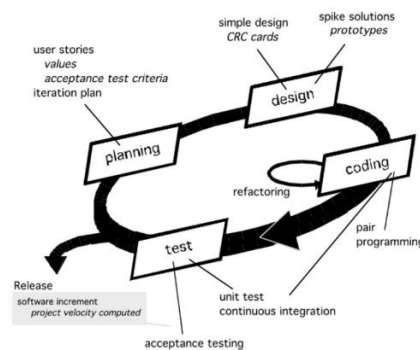 simple design
CRC cards
spike solutions
prototypes
user stories
values
acceptance test criteria
iteration plan
design
planning
coding
refactoring
test
pair
programming
Release
software increment
project velocity computed
unit test
continuous integration
acceptance testing